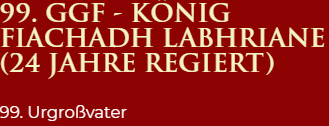 99. GGF - KÖNIG
FIACHADH LABHRIANE
(24 JAHRE REGIERT)
99. Urgroßvater